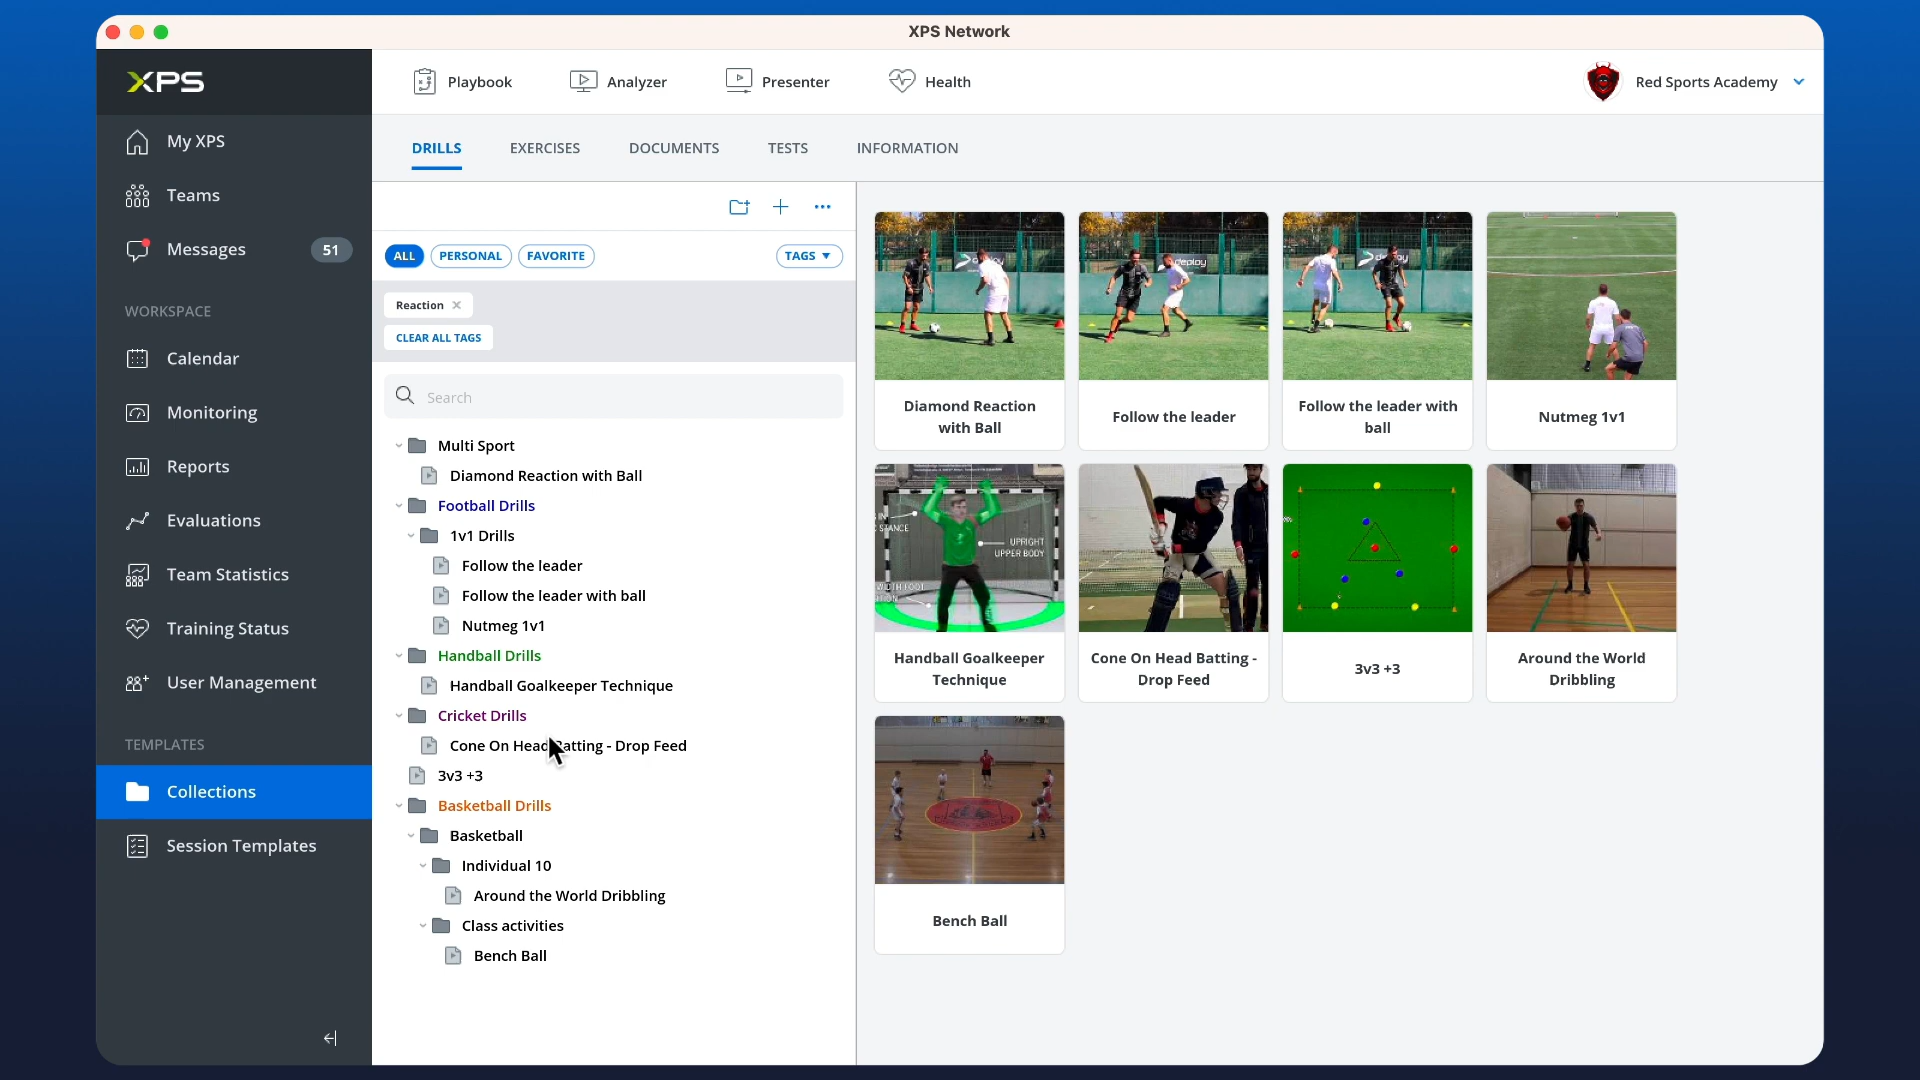 XPS Network
XPS
Playbook
Analyzer
Presenter
Health
Red Sports Academy
My XPS
Teams
Messages
51
WORKSPACE
Calendar
Monitoring
Reports
Evaluations
Team Statistics
Training Status
User Management
TEMPLATES
Collections
Session Templates
DRILLS
EXERCISES
DOCUMENTS
TESTS
INFORMATION
ALL
PERSONAL
FAVORITE
TAGS
Reaction
CLEAR ALL TAGS
Search
Multi Sport
Diamond Reaction with Ball
Football Drills
1v1 Drills
Follow the leader
Follow the leader with ball
Nutmeg 1v1
Handball Drills
Handball Goalkeeper Technique
Cricket Drills
Cone On Head Batting - Drop Feed
3v3 +3
Basketball Drills
Basketball
Individual 10
Around the World Dribbling
Class activities
Bench Ball
Diamond Reaction
with Ball
deploy
Follow the leader
Follow the leader with
ball
Nutmeg 1v1
STANCE
UPRIGHT
UPPER BODY
Handball Goalkeeper
Technique
Cone On Head Batting -
Drop Feed
3v3 +3
Around the World
Dribbling
Bench Ball